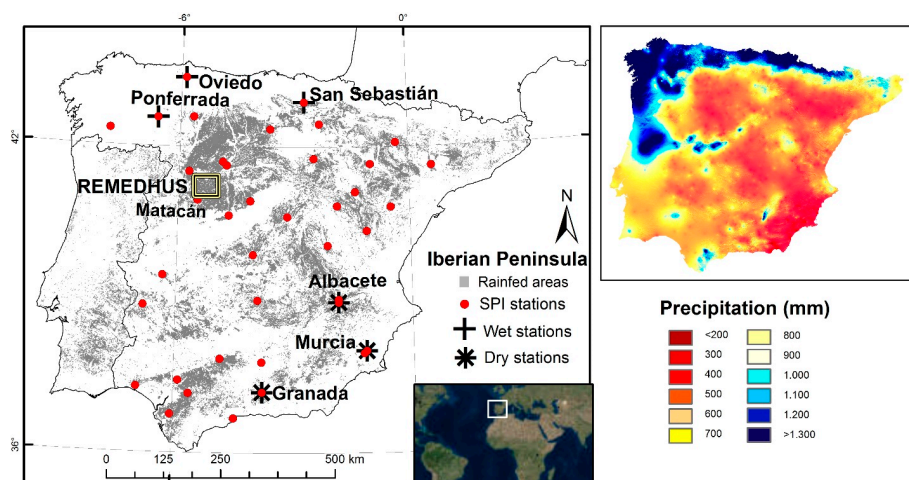 -6°
0°
Oviedo
Ponferrada
San Sebastián
42°
REMEDHUS
Matacán
N
Iberian Peninsula
Rainfed areas
SPI stations
Wet stations
Dry stations
Albacete
Murcia
Granada
36°
0 125 250 500 km
Precipitation (mm)
<200
300
400
500
600
700
800
900
1.000
1.100
1.200
>1.300